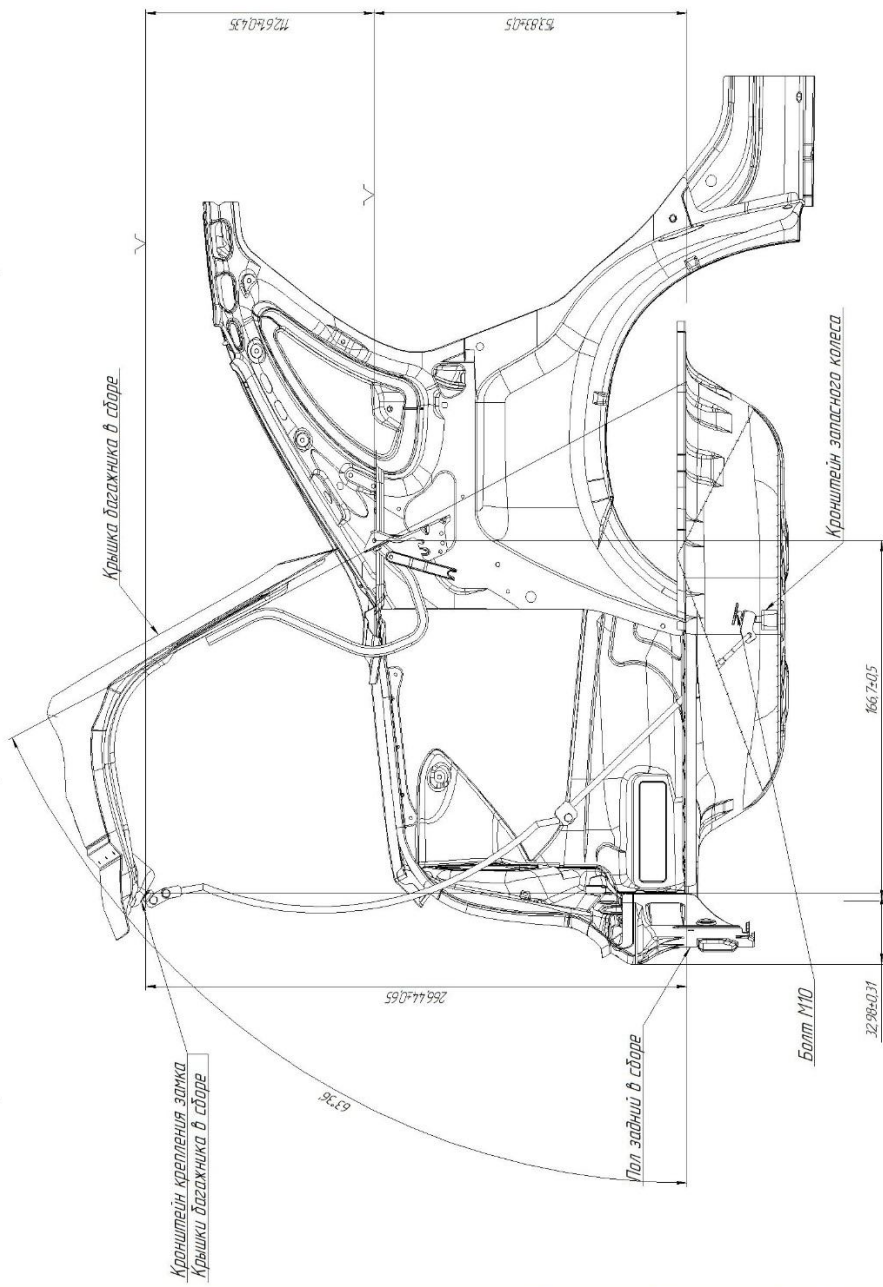 112,61±0,435
153,83±0,5
Крышка багажника в сборе
Кронштейн запасного колеса
166,7±0,5
266,44±0,65
Кронштейн крепления замка
Крышки багажника в сборе
63°36'
Пол задний в сборе
Болт М10
32,98±0,31